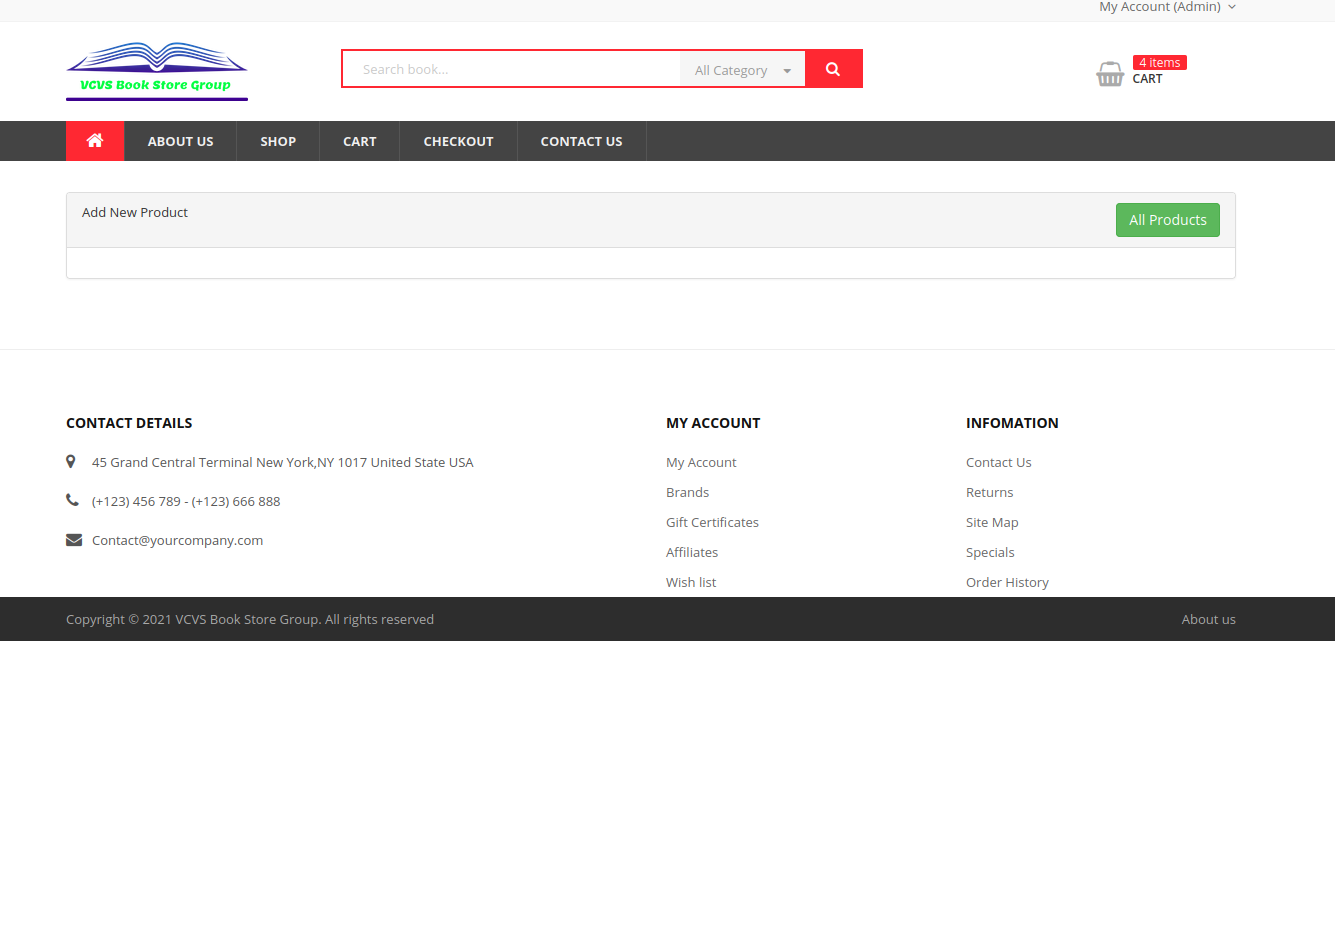 My Account (Admin)
VCVS Book Store Group
Search book...
All Category
4 items
CART
ABOUT US
SHOP
CART
CHECKOUT
CONTACT US
Add New Product
All Products
CONTACT DETAILS
45 Grand Central Terminal New York,NY 1017 United State USA
(+123) 456 789 - (+123) 666 888
Contact@yourcompany.com
MY ACCOUNT
My Account
Brands
Gift Certificates
Affiliates
Wish list
INFOMATION
Contact Us
Returns
Site Map
Specials
Order History
Copyright © 2021 VCVS Book Store Group. All rights reserved
About us